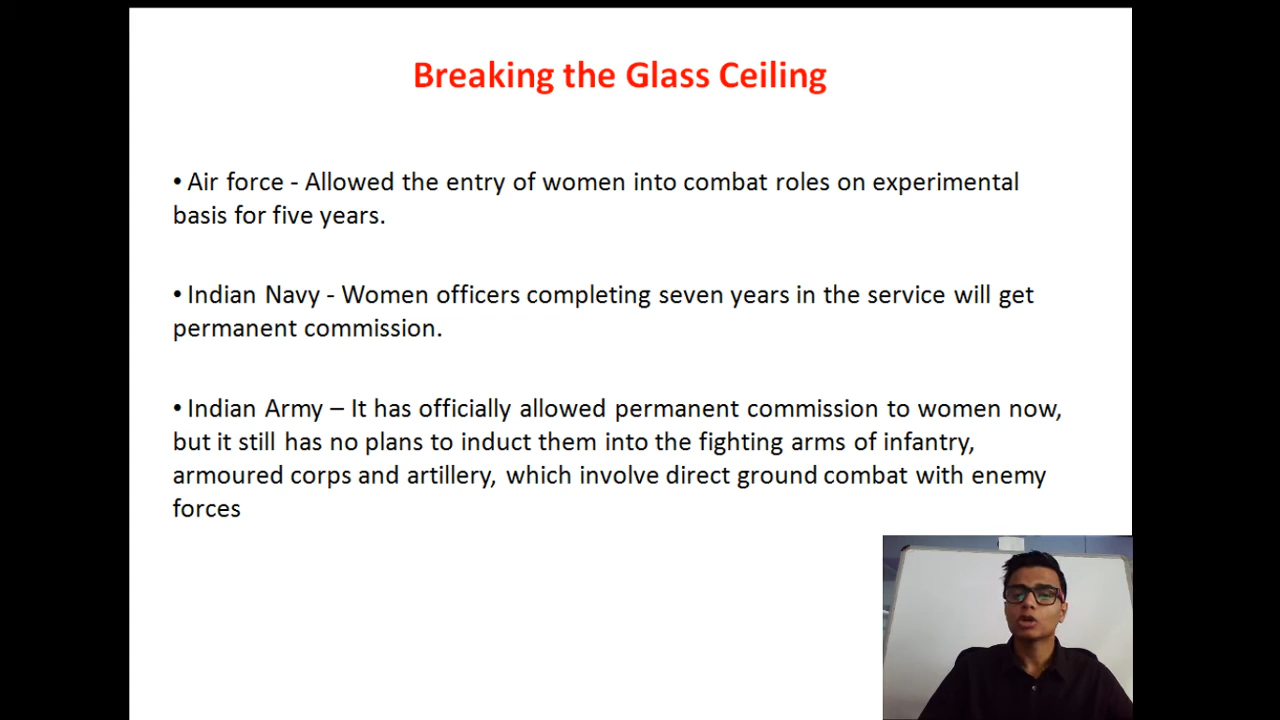 Breaking the Glass Ceiling
• Air force - Allowed the entry of women into combat roles on experimental
basis for five years.
• Indian Navy - Women officers completing seven years in the service will get
permanent commission.
• Indian Army – It has officially allowed permanent commission to women now,
but it still has no plans to induct them into the fighting arms of infantry,
armoured corps and artillery, which involve direct ground combat with enemy
forces